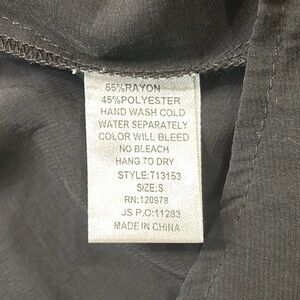 55%RAYON
45%POLYESTER
HAND WASH COLD
WATER SEPARATELY
COLOR WILL BLEED
NO BLEACH
HANG TO DRY
STYLE:T13153
SIZE:S
RN:120978
US P.O:11283
MADE IN CHINA